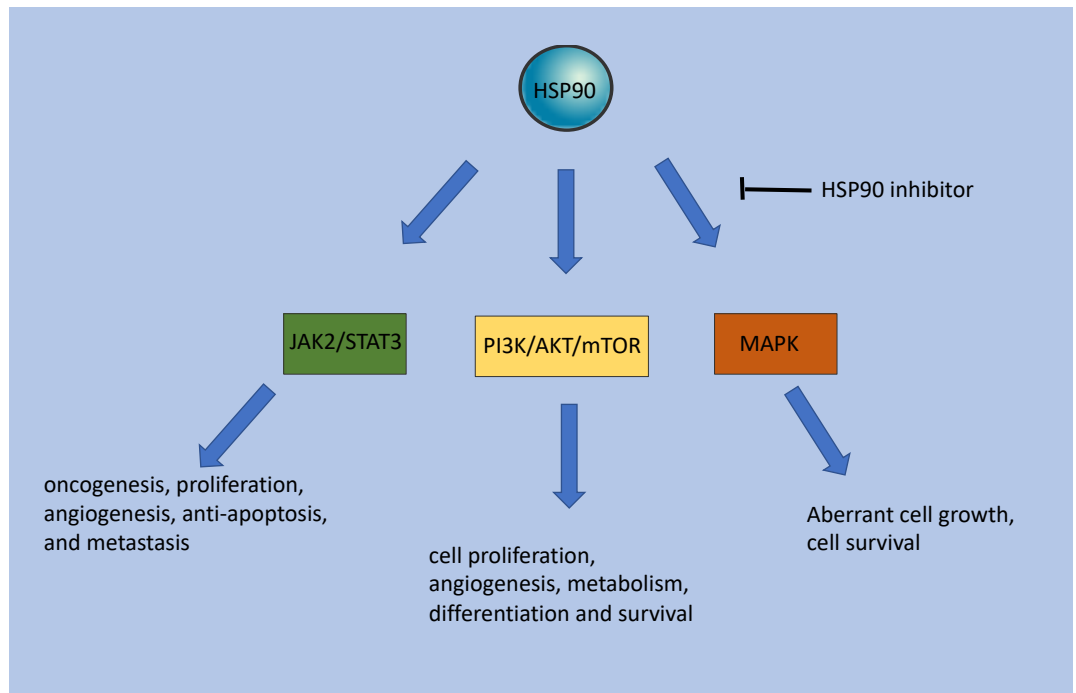 HSP90
HSP90 inhibitor
JAK2/STAT3
PI3K/AKT/mTOR
MAPK
oncogenesis, proliferation,
angiogenesis, anti-apoptosis,
and metastasis
cell proliferation,
angiogenesis, metabolism,
differentiation and survival
Aberrant cell growth,
cell survival